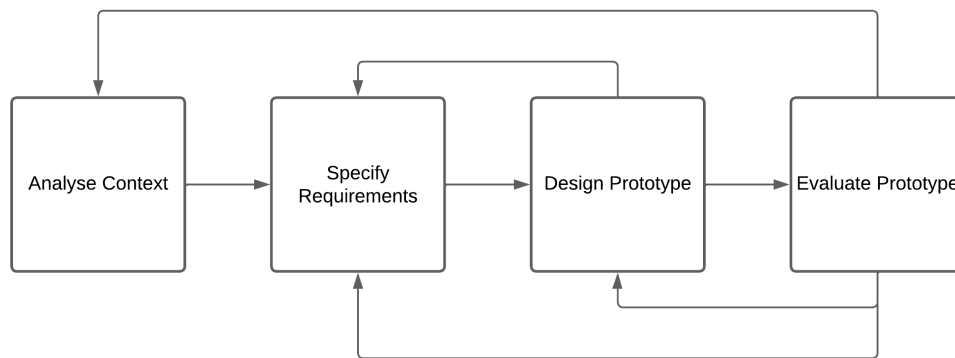 Analyse Context
Specify
Requirements
Design Prototype
Evaluate Prototype